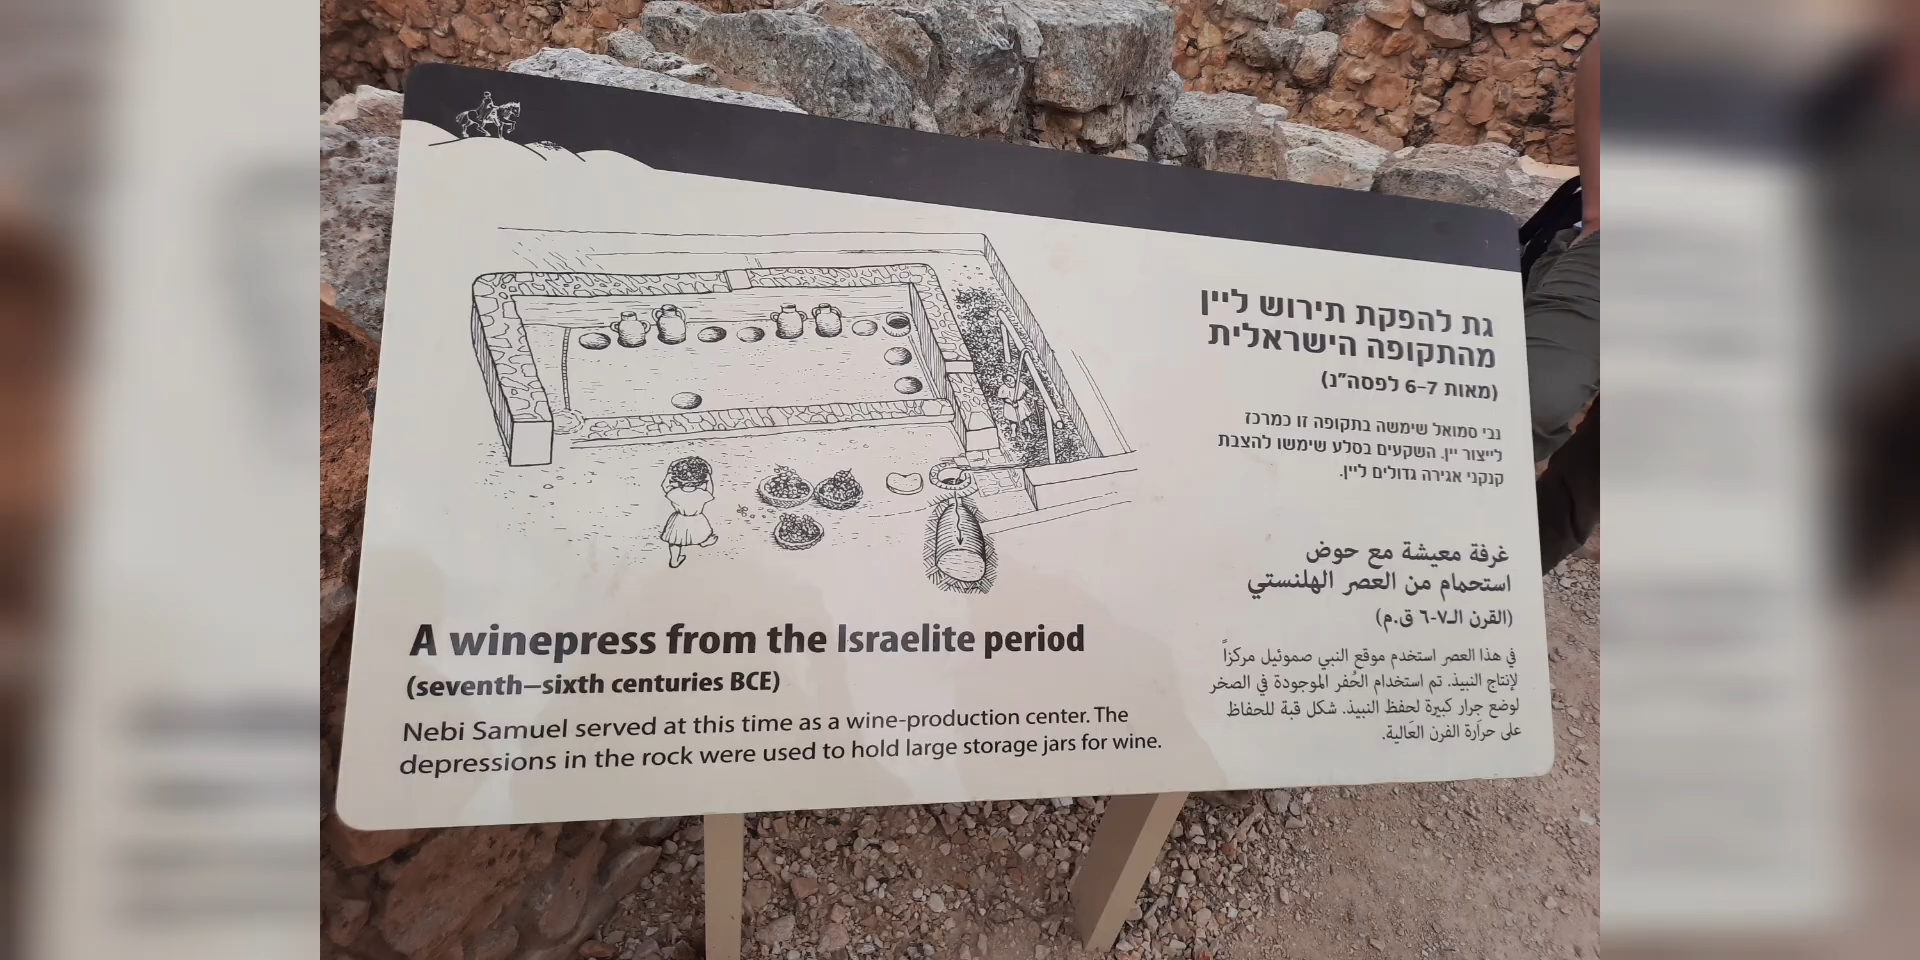 גת להפקת תירוש ליין
מהתקופה הישראלית
(מאות 6–7 לפסה"נ)
נבי סמואל שימשה בתקופה זו כמרכז
לייצור יין. השקעים בסלע שימשו להצבת
קנקני אגירה גדולים ליין.
غرفة معيشة مع حوض
استحمام من العصر الهلنستي
(القرن الـ٧-٦ ق.م)
في هذا العصر استخدم موقع النبي صموئيل مركزاً
لإنتاج النبيذ. تم استخدام الحُفر الموجودة في الصخر
لوضع جرار كبيرة لحفظ النبيذ. شكل قبة للحفاظ
على حرارة الفرن العالية.
A winepress from the Israelite period
(seventh–sixth centuries BCE)
Nebi Samuel served at this time as a wine-production center. The
depressions in the rock were used to hold large storage jars for wine.